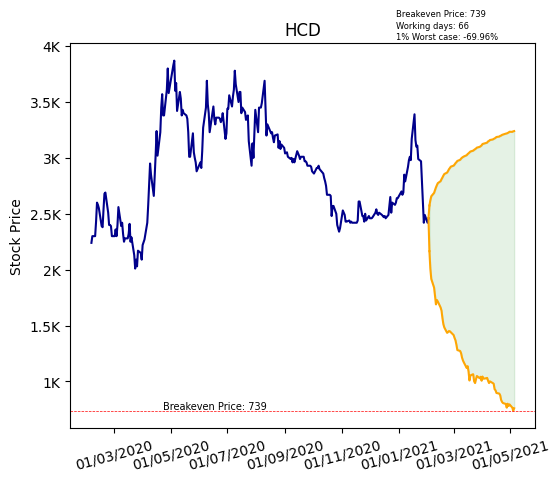 Breakeven Price: 739
Working days: 66
1% Worst case: -69.96%
HCD
Stock Price
4K
3.5K
3K
2.5K
2K
1.5K
1K
Breakeven Price: 739
01/03/2020
01/05/2020
01/07/2020
01/09/2020
01/11/2020
01/01/2021
01/03/2021
01/05/2021